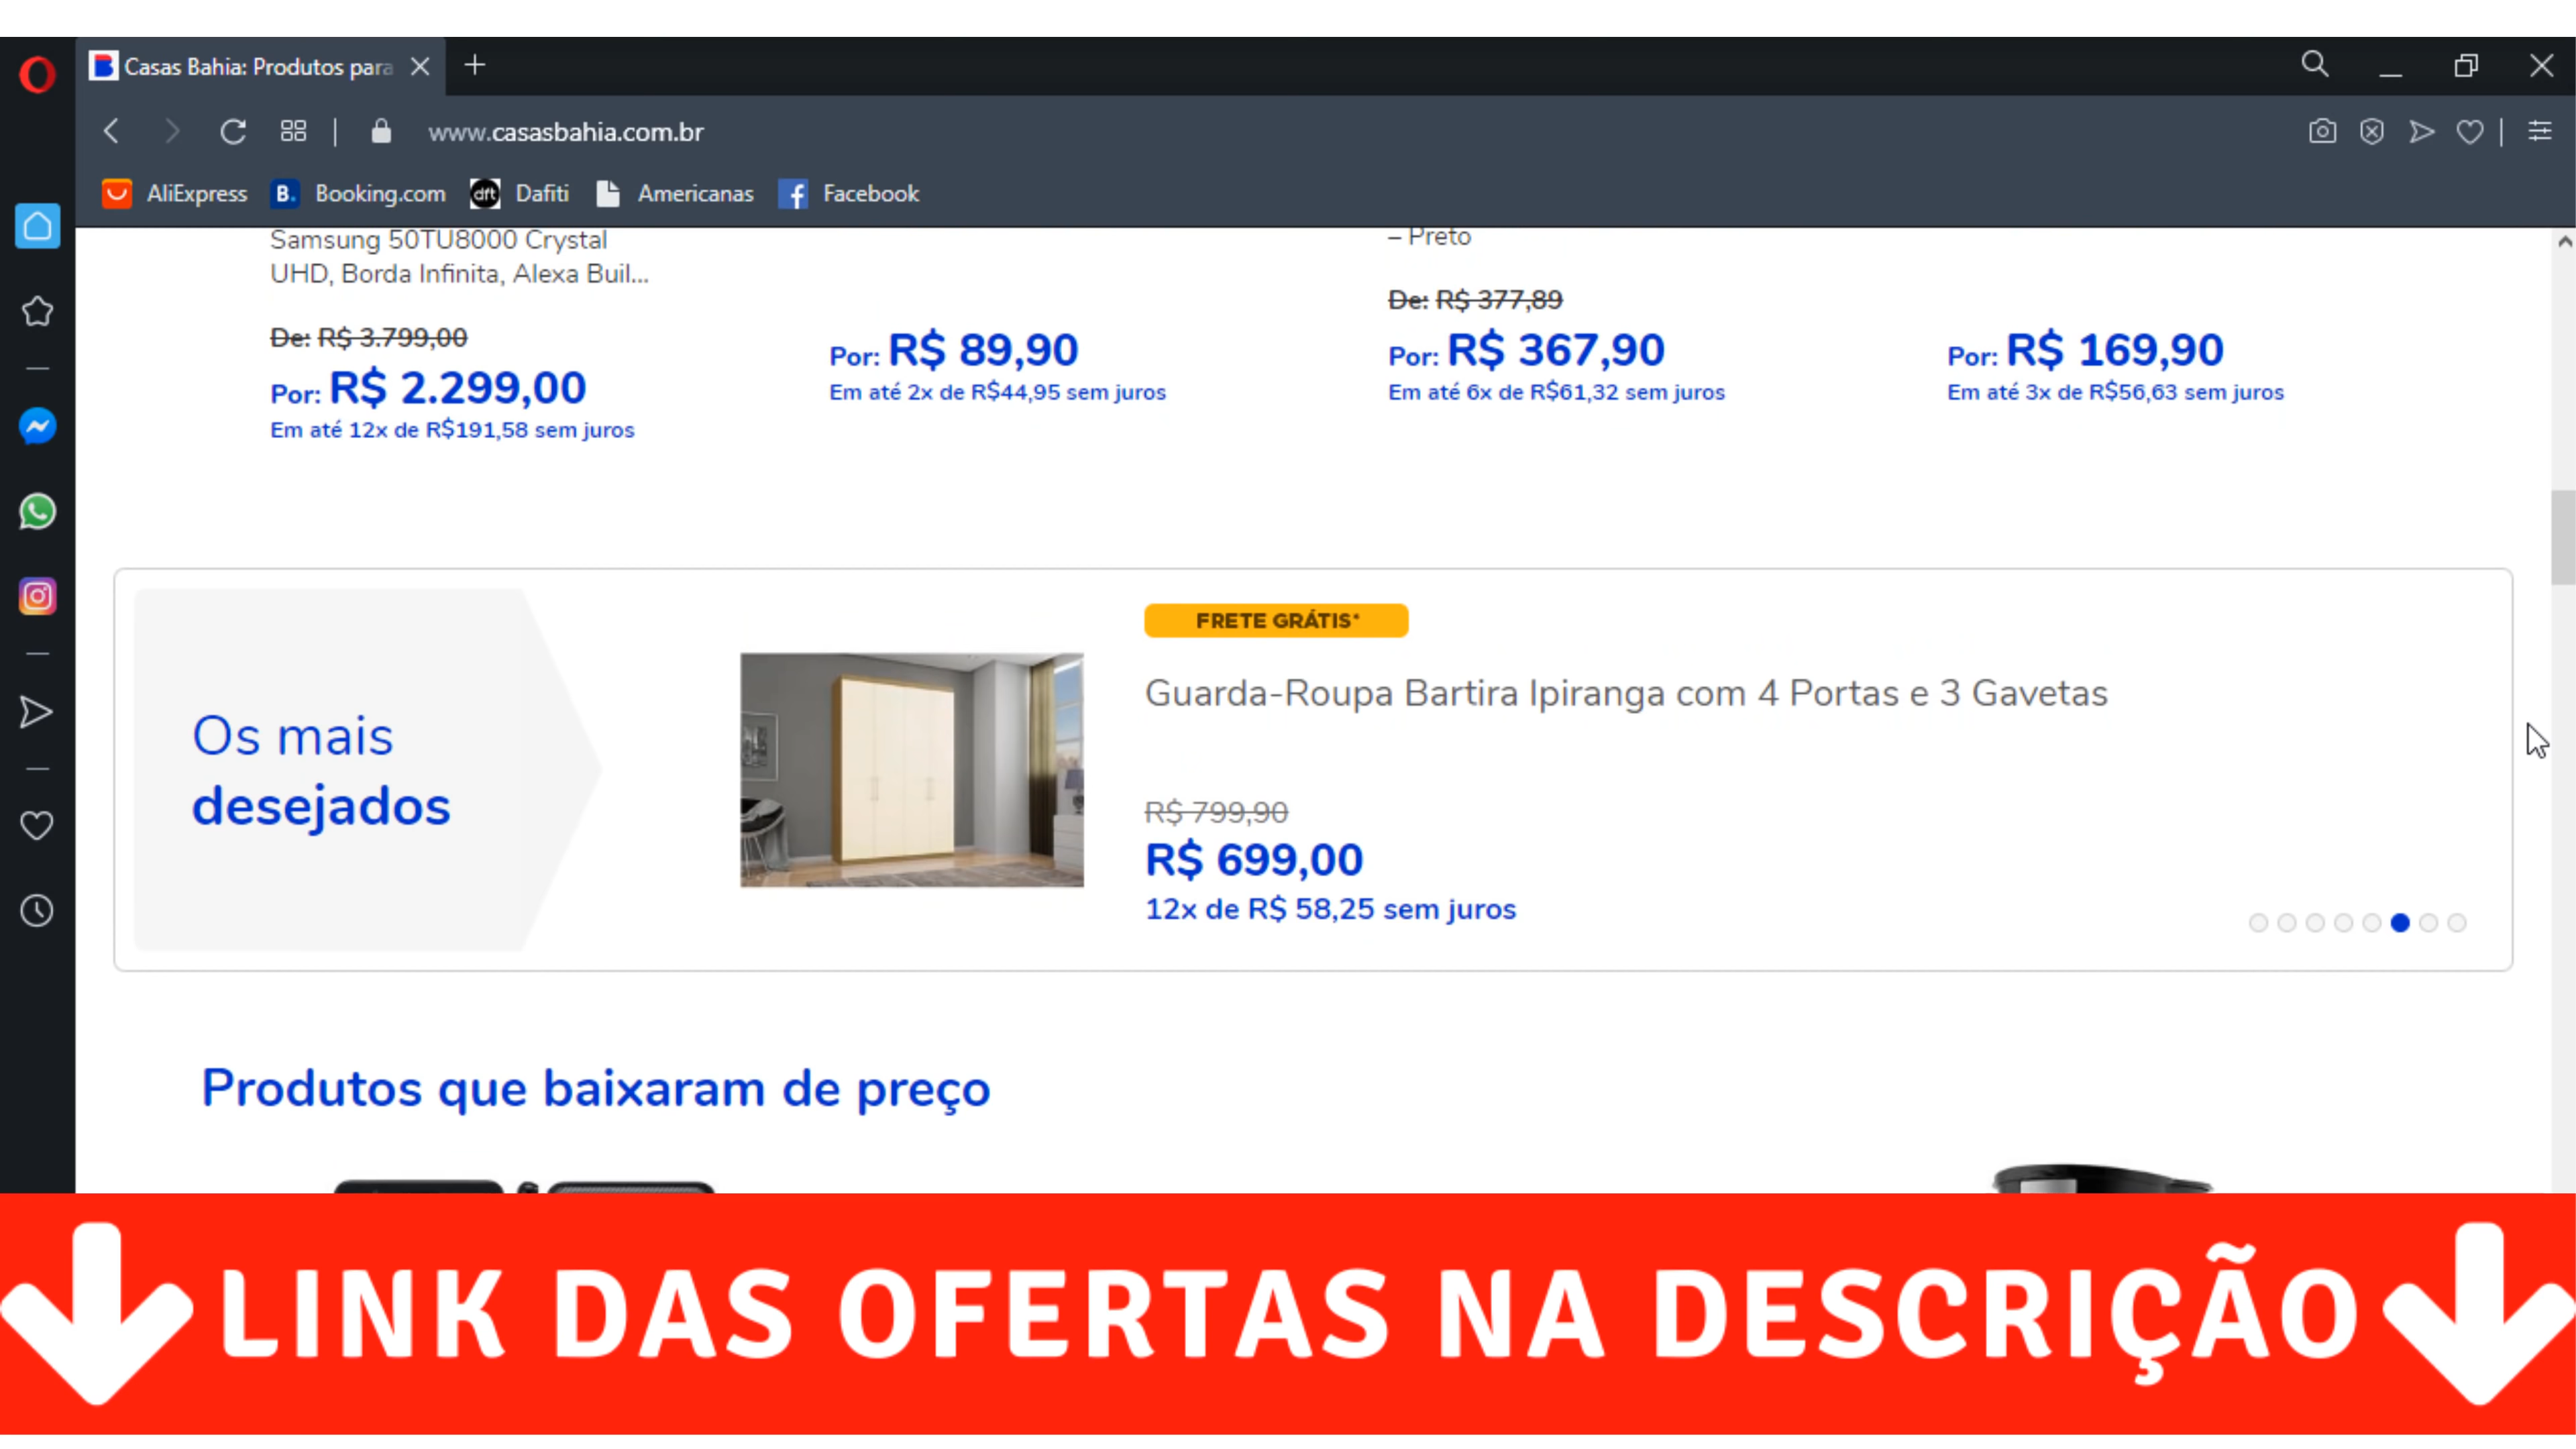 Casas Bahia: Produtos para
www.casasbahia.com.br
AliExpress
B. Booking.com
dft Dafiti
Americanas
Facebook
Samsung 50TU8000 Crystal
UHD, Borda Infinita, Alexa Buil...
De: R$ 3.799,00
Por: R$ 2.299,00
Em até 12x de R$191,58 sem juros
Por: R$ 89,90
Em até 2x de R$44,95 sem juros
– Preto
De: R$ 377,89
Por: R$ 367,90
Em até 6x de R$61,32 sem juros
Por: R$ 169,90
Em até 3x de R$56,63 sem juros
Os mais
desejados
FRETE GRÁTIS*
Guarda-Roupa Bartira Ipiranga com 4 Portas e 3 Gavetas
R$ 799,90
R$ 699,00
12x de R$ 58,25 sem juros
Produtos que baixaram de preço
LINK DAS OFERTAS NA DESCRIÇÃO